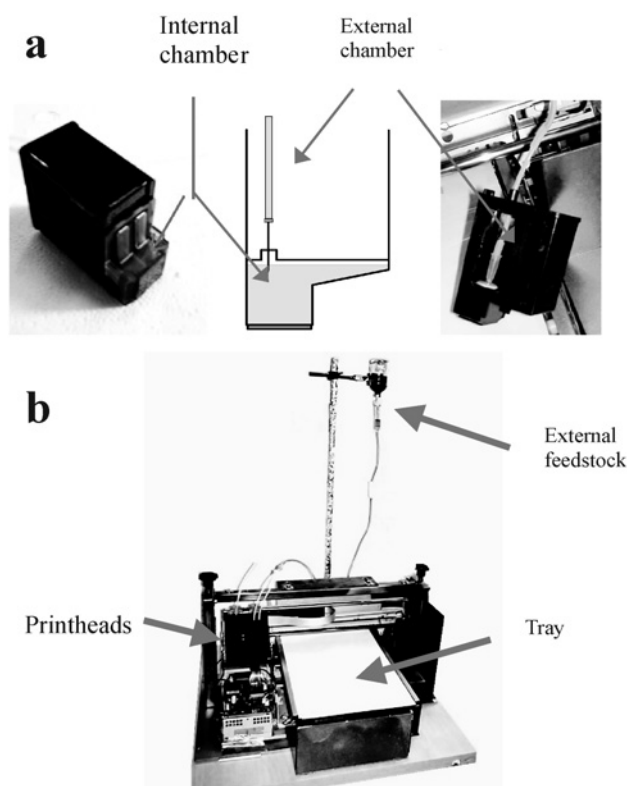 a
Internal
chamber
External
chamber
b
External
feedstock
Printheads
Tray